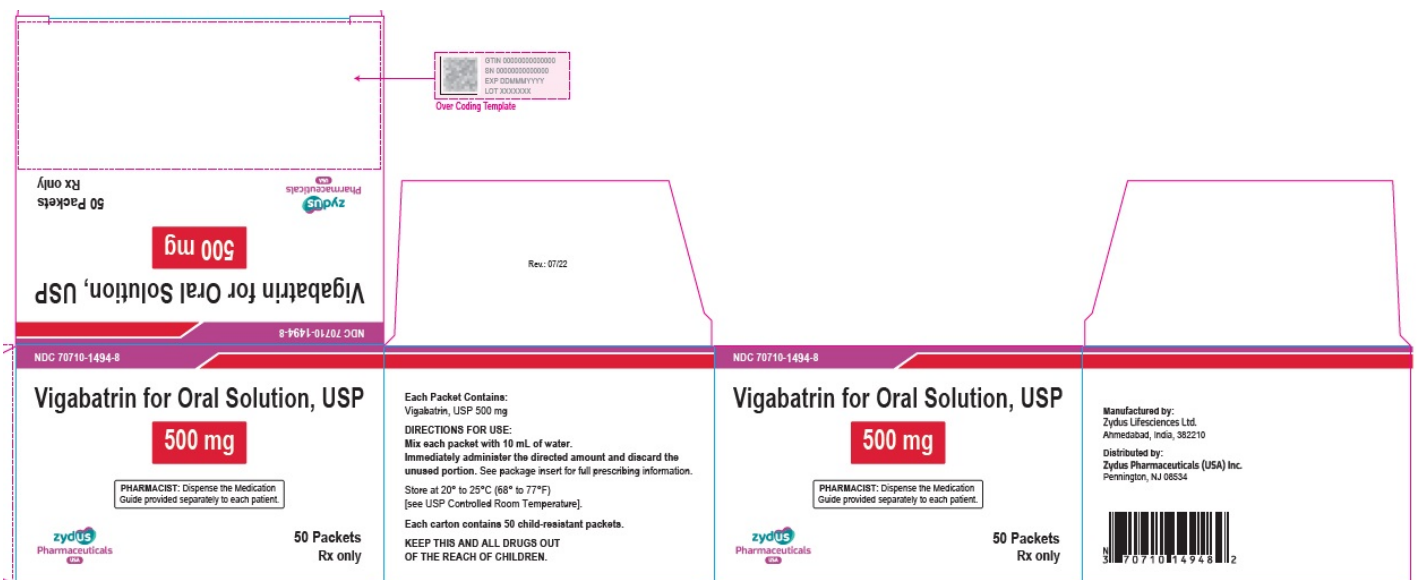 GTIN 00000000000000
SN 00000000000000
EXP DDMMMYYYY
LOT XXXXXXX
Over Coding Template
50 Packets
Rx only
zydus
Pharmaceuticals
USA
500 mg
Vigabatrin for Oral Solution, USP
NDC 70710-1494-8
Rev.: 07/22
NDC 70710-1494-8
Vigabatrin for Oral Solution, USP
500 mg
PHARMACIST: Dispense the Medication
Guide provided separately to each patient.
zydus
Pharmaceuticals
USA
50 Packets
Rx only
Each Packet Contains:
Vigabatrin, USP 500 mg
DIRECTIONS FOR USE:
Mix each packet with 10 mL of water.
Immediately administer the directed amount and discard the
unused portion. See package insert for full prescribing information.
Store at 20° to 25°C (68° to 77°F)
[see USP Controlled Room Temperature].
Each carton contains 50 child-resistant packets.
KEEP THIS AND ALL DRUGS OUT
OF THE REACH OF CHILDREN.
NDC 70710-1494-8
Vigabatrin for Oral Solution, USP
500 mg
PHARMACIST: Dispense the Medication
Guide provided separately to each patient.
zydus
Pharmaceuticals
USA
50 Packets
Rx only
Manufactured by:
Zydus Lifesciences Ltd.
Ahmedabad, India, 382210
Distributed by:
Zydus Pharmaceuticals (USA) Inc.
Pennington, NJ 08534
N
3 70710 14948 2